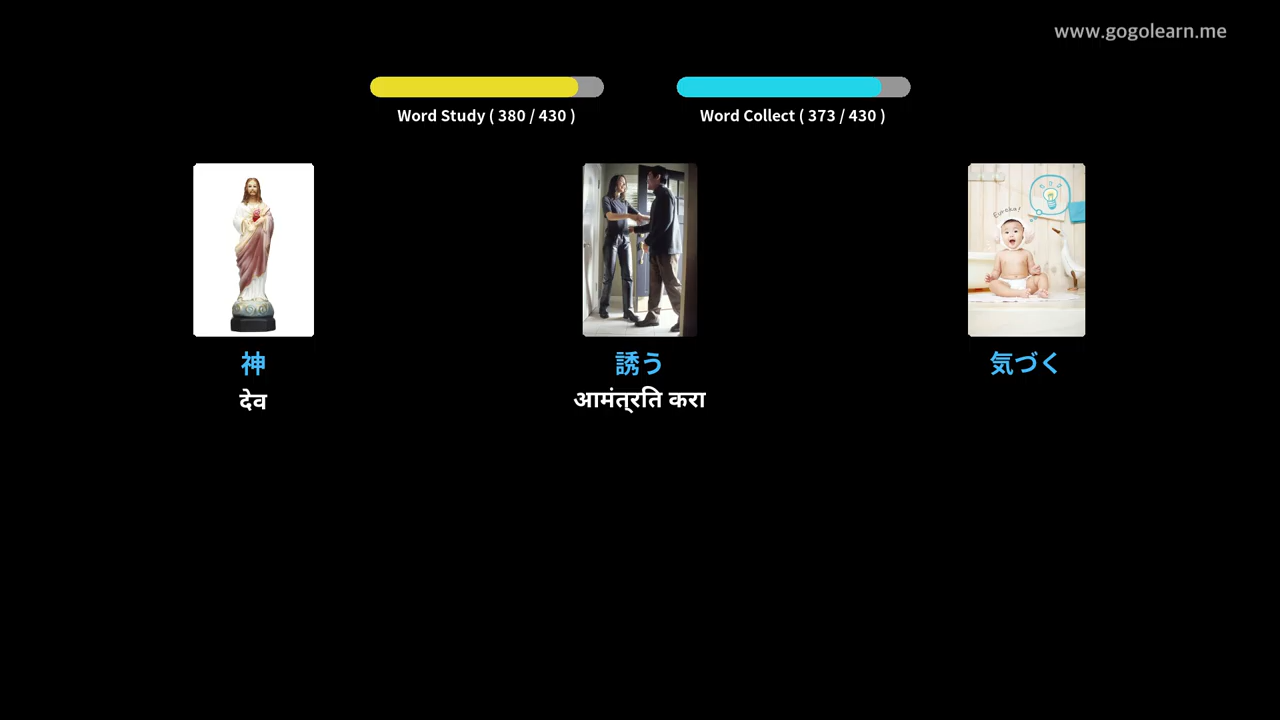 www.gogolearn.me
Word Study ( 380 / 430 )
Word Collect ( 373 / 430 )
Eureka!
神
誘う
気づく
देव
आमंत्रति करा